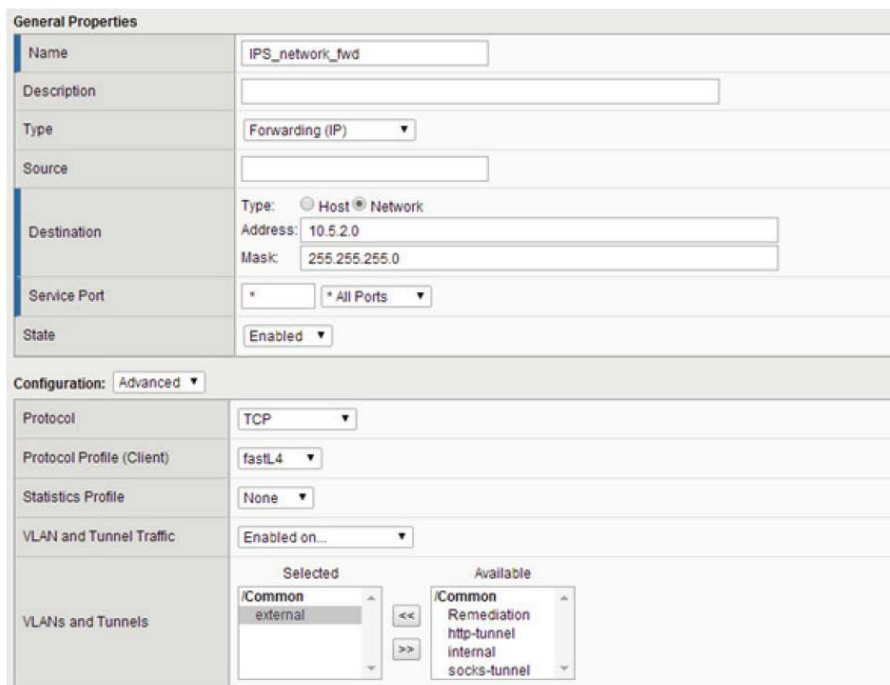 General Properties
Name IPS_network_fwd
Description
Type Forwarding (IP)
Source
Destination
Type: Host Network
Address: 10.5.2.0
Mask: 255.255.255.0
Service Port * * All Ports
State Enabled
Configuration: Advanced
Protocol TCP
Protocol Profile (Client) fastL4
Statistics Profile None
VLAN and Tunnel Traffic Enabled on...
VLANs and Tunnels
Selected
/Common
external
<<
>>
Available
/Common
Remediation
http-tunnel
internal
socks-tunnel